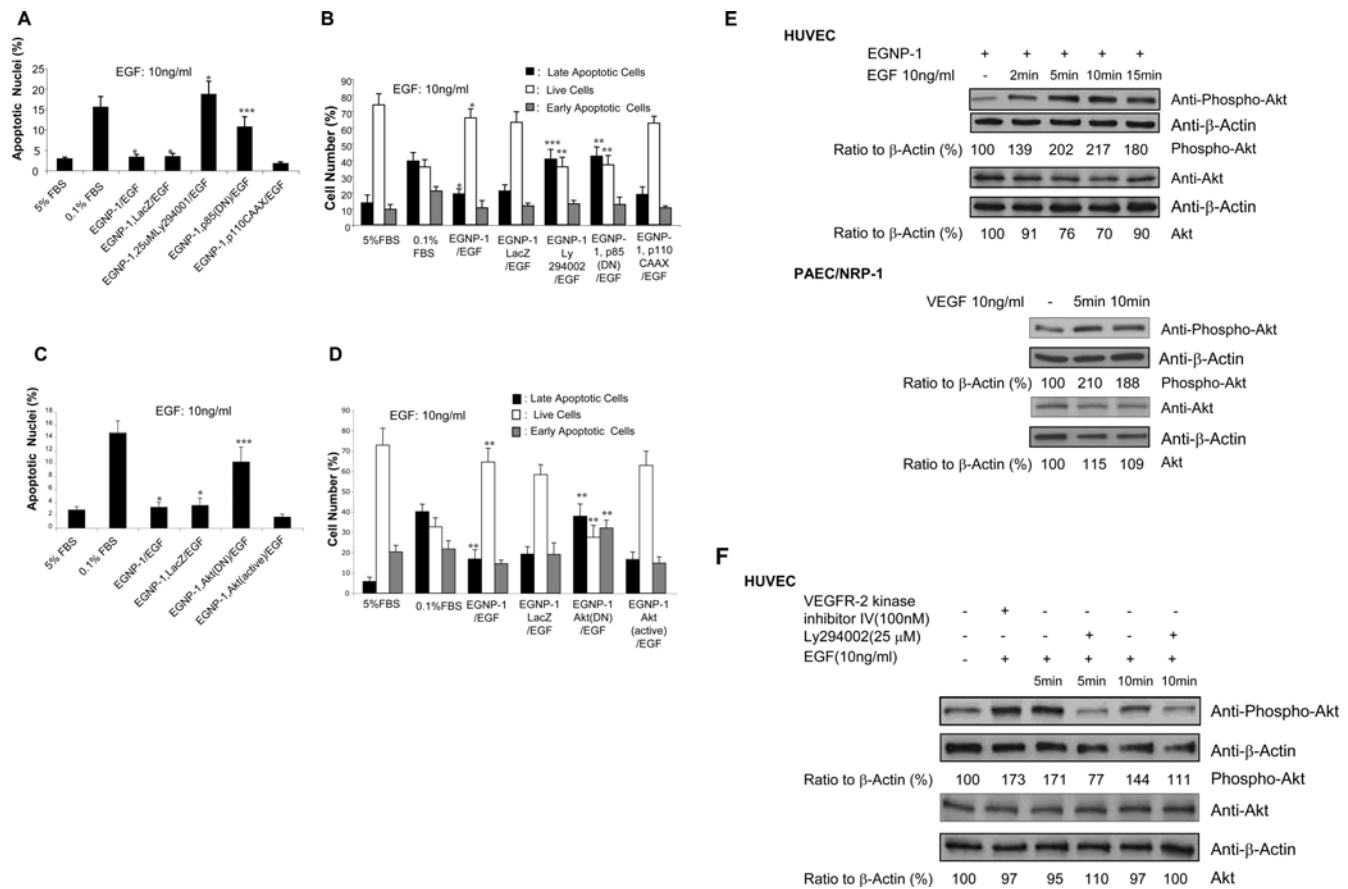 A
Apoptotic Nuclei (%)
EGF: 10ng/ml
25
20
15
10
5
0
*
*
*
***
5% FBS
0.1% FBS
EGNP-1/EGF
EGNP-1,LacZ/EGF
EGNP-1,25uMLy294001/EGF
EGNP-1,p85(DN)/EGF
EGNP-1,p110CAAX/EGF
B
Cell Number (%)
EGF: 10ng/ml
: Late Apoptotic Cells
: Live Cells
: Early Apoptotic Cells
90
80
70
60
50
40
30
20
10
0
*
*
***
**
**
**
5%FBS
0.1% FBS
EGNP-1 /EGF
EGNP-1 LacZ /EGF
EGNP-1 Ly 294002 /EGF
EGNP-1, p85 (DN) /EGF
EGNP-1, p110 CAAX /EGF
C
Apoptotic Nuclei (%)
EGF: 10ng/ml
16
14
12
10
8
6
4
2
0
*
*
***
5% FBS
0.1% FBS
EGNP-1/EGF
EGNP-1,LacZ/EGF
EGNP-1,Akt(DN)/EGF
EGNP-1,Akt(active)/EGF
D
Cell Number (%)
EGF: 10ng/ml
: Late Apoptotic Cells
: Live Cells
: Early Apoptotic Cells
90
80
70
60
50
40
30
20
10
0
**
**
**
**
**
5%FBS
0.1%FBS
EGNP-1 /EGF
EGNP-1 LacZ /EGF
EGNP-1 Akt(DN) /EGF
EGNP-1 Akt (active) /EGF
E
HUVEC
EGNP-1 + + + + +
EGF 10ng/ml - 2min 5min 10min 15min
Anti-Phospho-Akt
Anti-β-Actin
Ratio to β-Actin (%) 100 139 202 217 180 Phospho-Akt
Anti-Akt
Anti-β-Actin
Ratio to β-Actin (%) 100 91 76 70 90 Akt
PAEC/NRP-1
VEGF 10ng/ml - 5min 10min
Anti-Phospho-Akt
Anti-β-Actin
Ratio to β-Actin (%) 100 210 188 Phospho-Akt
Anti-Akt
Anti-β-Actin
Ratio to β-Actin (%) 100 115 109 Akt
F
HUVEC
VEGFR-2 kinase
inhibitor IV(100nM) - + - - - -
Ly294002(25 μM) - - - + - +
EGF(10ng/ml) - + + + + +
5min 5min 10min 10min
Anti-Phospho-Akt
Anti-β-Actin
Ratio to β-Actin (%) 100 173 171 77 144 111 Phospho-Akt
Anti-Akt
Anti-β-Actin
Ratio to β-Actin (%) 100 97 95 110 97 100 Akt